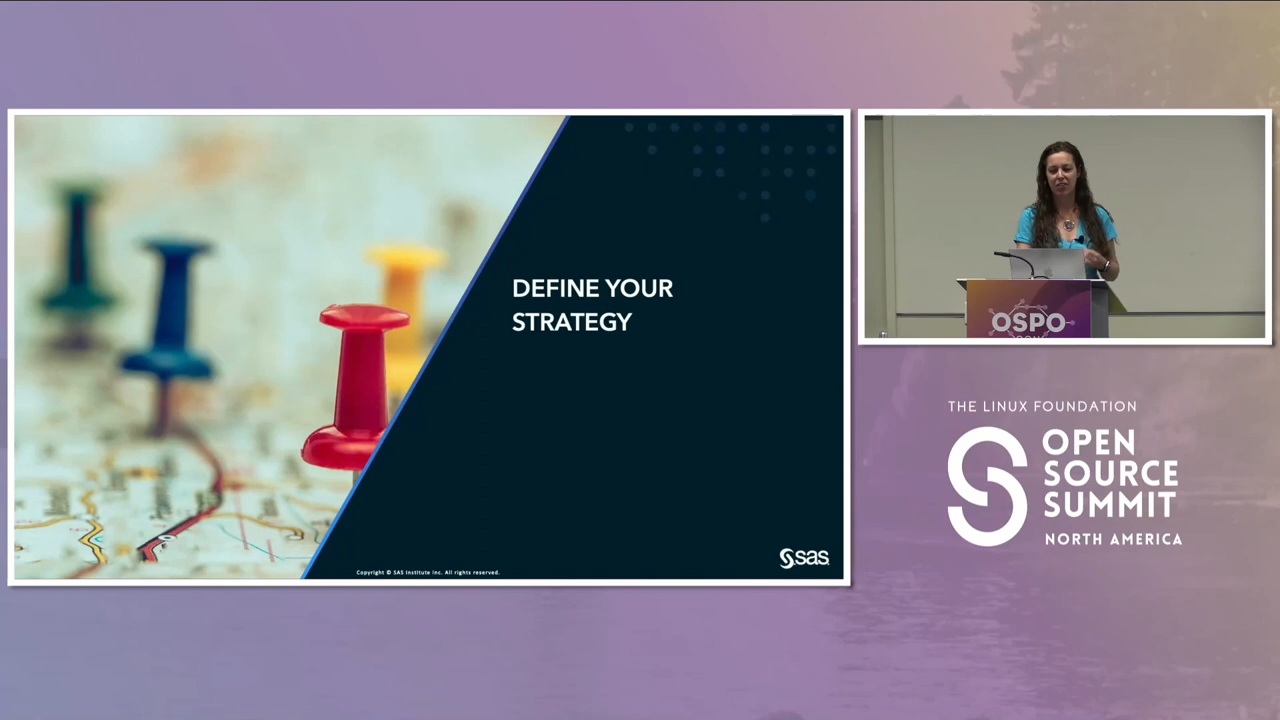 DEFINE YOUR
STRATEGY
Copyright © SAS Institute Inc. All rights reserved.
sas
OSPO
THE LINUX FOUNDATION
OPEN
SOURCE
SUMMIT
NORTH AMERICA